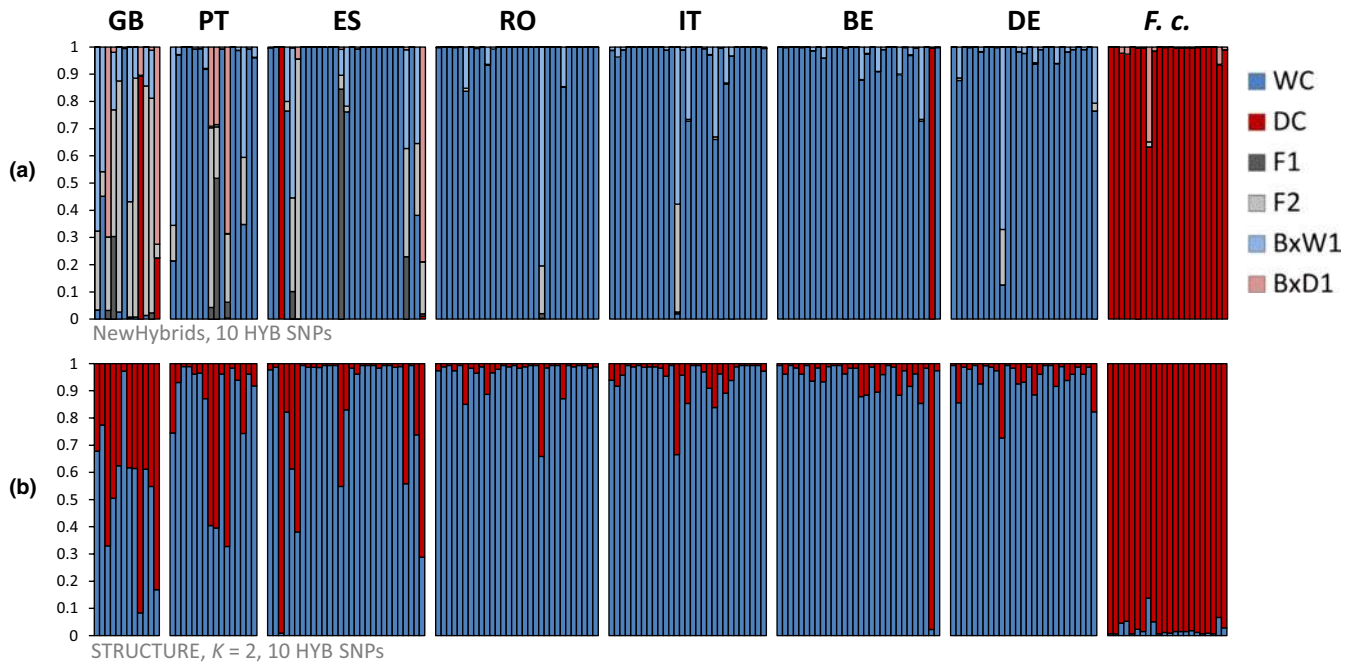 GB PT ES RO IT BE DE F. c.
(a)
1
0.9
0.8
0.7
0.6
0.5
0.4
0.3
0.2
0.1
0
NewHybrids, 10 HYB SNPs
WC
DC
F1
F2
BxW1
BxD1
(b)
1
0.9
0.8
0.7
0.6
0.5
0.4
0.3
0.2
0.1
0
STRUCTURE, K = 2, 10 HYB SNPs